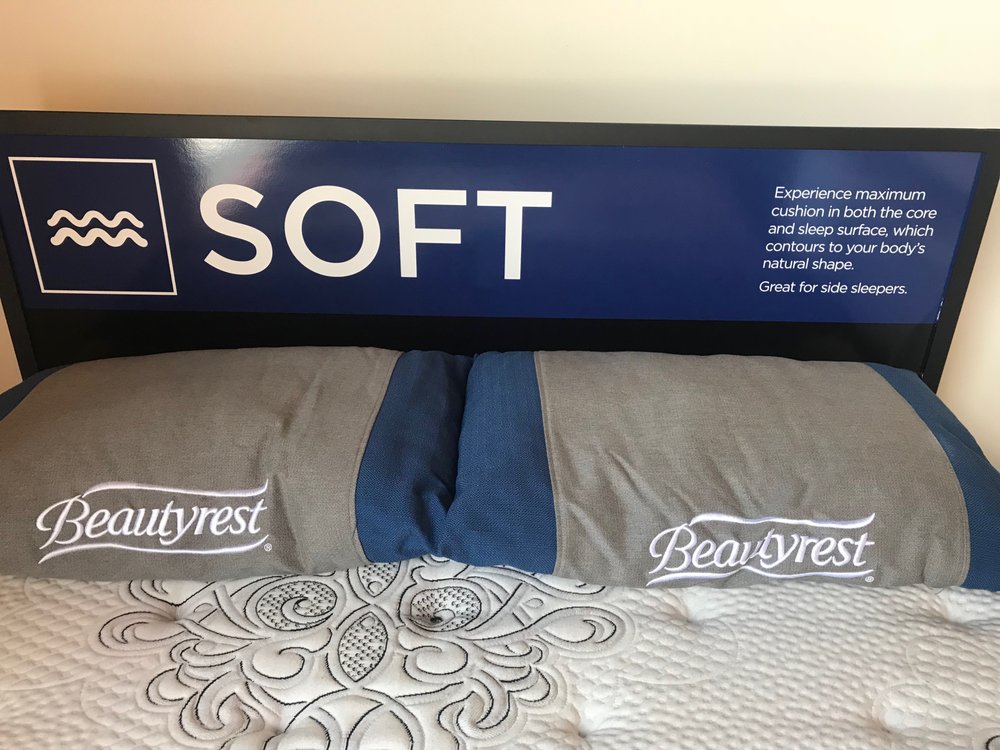 SOFT
Experience maximum
cushion in both the core
and sleep surface, which
contours to your body's
natural shape.
Great for side sleepers.
Beautyrest®
Beautyrest®